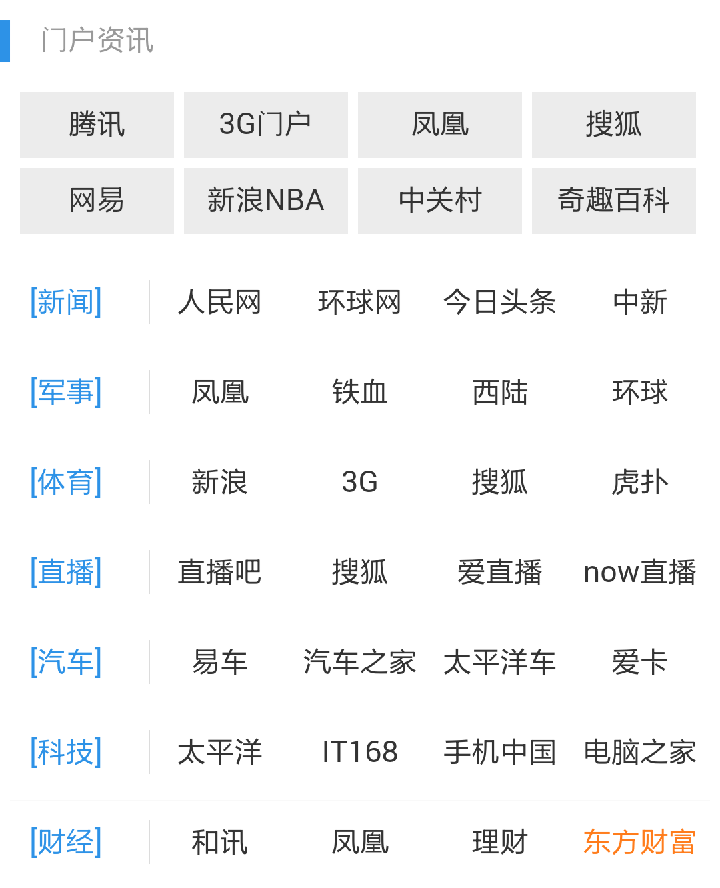 门户资讯
腾讯 3G门户 凤凰 搜狐
网易 新浪NBA 中关村 奇趣百科
[新闻] 人民网 环球网 今日头条 中新
[军事] 凤凰 铁血 西陆 环球
[体育] 新浪 3G 搜狐 虎扑
[直播] 直播吧 搜狐 爱直播 now直播
[汽车] 易车 汽车之家 太平洋车 爱卡
[科技] 太平洋 IT168 手机中国 电脑之家
[财经] 和讯 凤凰 理财 东方财富